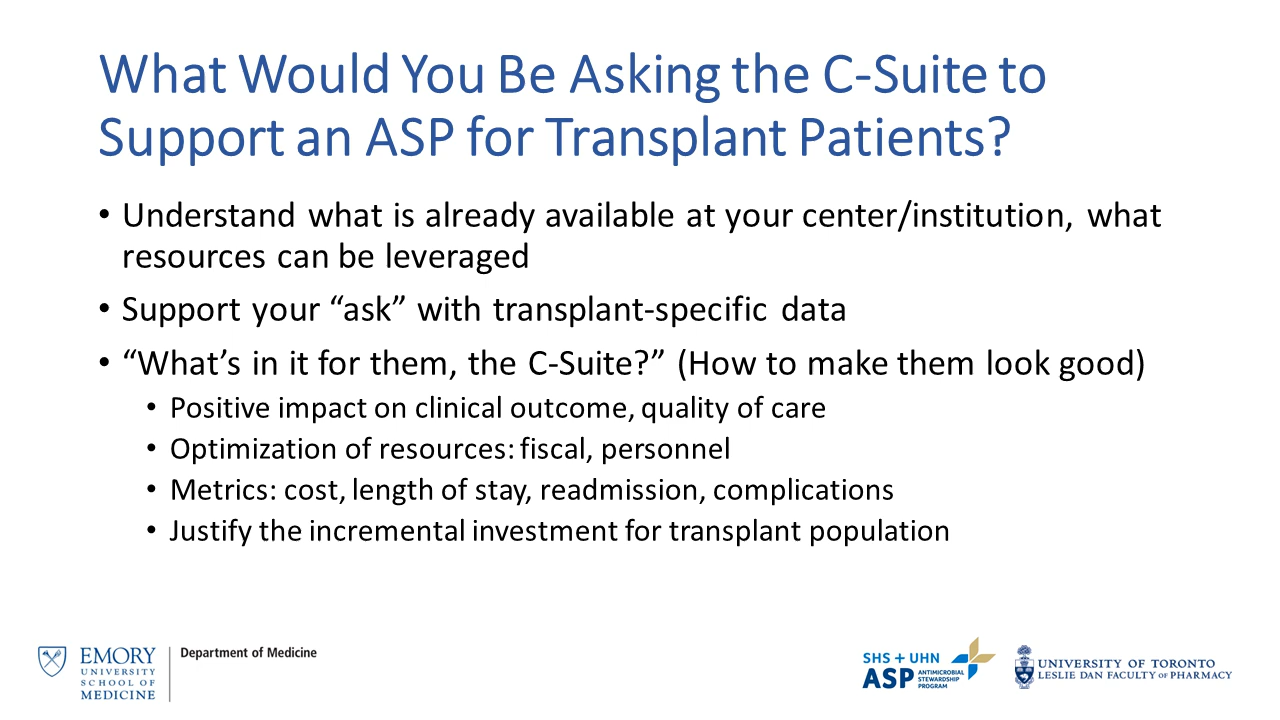 What Would You Be Asking the C-Suite to
Support an ASP for Transplant Patients?
• Understand what is already available at your center/institution, what
resources can be leveraged
• Support your “ask” with transplant-specific data
• “What’s in it for them, the C-Suite?” (How to make them look good)
• Positive impact on clinical outcome, quality of care
• Optimization of resources: fiscal, personnel
• Metrics: cost, length of stay, readmission, complications
• Justify the incremental investment for transplant population
EMORY
UNIVERSITY
SCHOOL OF
MEDICINE
Department of Medicine
SHS + UHN
ASP
ANTIMICROBIAL
STEWARDSHIP
PROGRAM
UNIVERSITY OF TORONTO
LESLIE DAN FACULTY OF PHARMACY